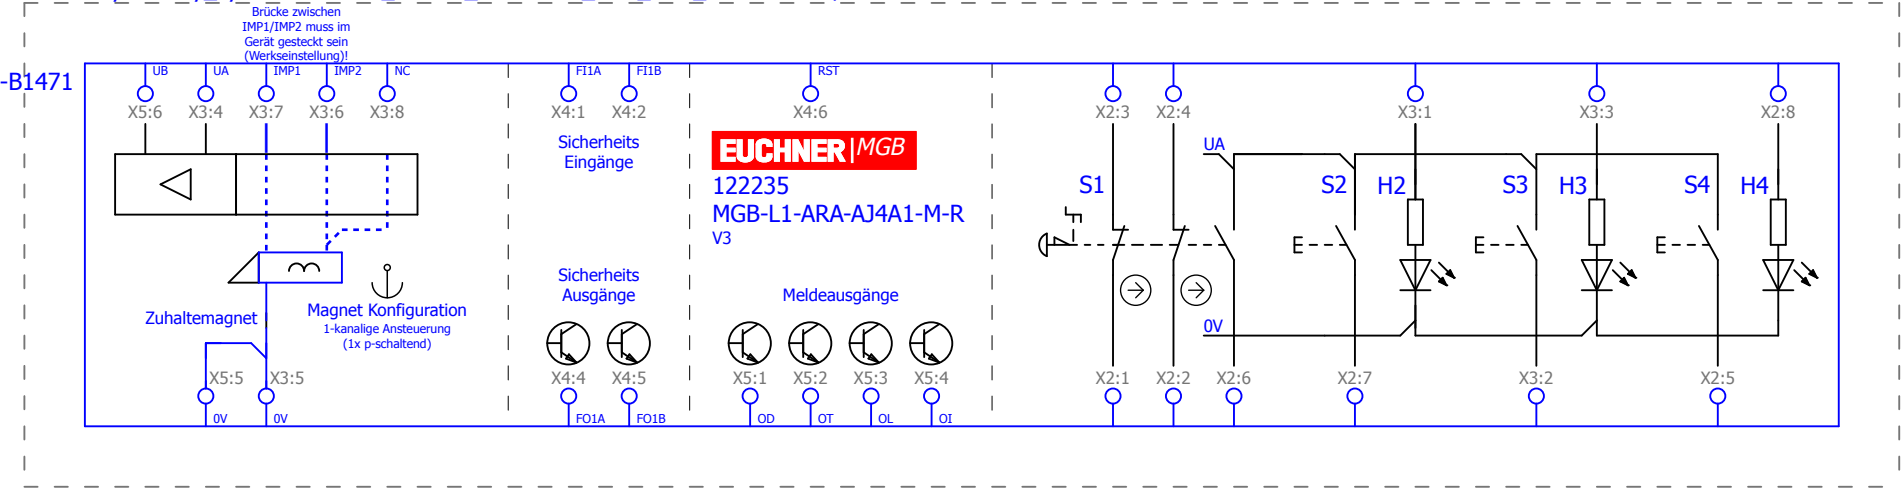 Brücke zwischen
IMP1/IMP2 muss im
Gerät gesteckt sein
(Werkseinstellung)!
-B1471
UB UA IMP1 IMP2 NC FI1A FI1B RST
X5:6 X3:4 X3:7 X3:6 X3:8 X4:1 X4:2 X4:6 X2:3 X2:4 X3:1 X3:3 X2:8
Sicherheits
Eingänge
EUCHNER MGB
122235
MGB-L1-ARA-AJ4A1-M-R
V3
UA
S1 S2 H2 S3 H3 S4 H4
E E E
Sicherheits
Ausgänge
Meldeausgänge
Zuhaltemagnet
Magnet Konfiguration
1-kanalige Ansteuerung
(1x p-schaltend)
0V
X5:5 X3:5 X4:4 X4:5 X5:1 X5:2 X5:3 X5:4 X2:1 X2:2 X2:6 X2:7 X3:2 X2:5
0V 0V FO1A FO1B OD OT OL OI